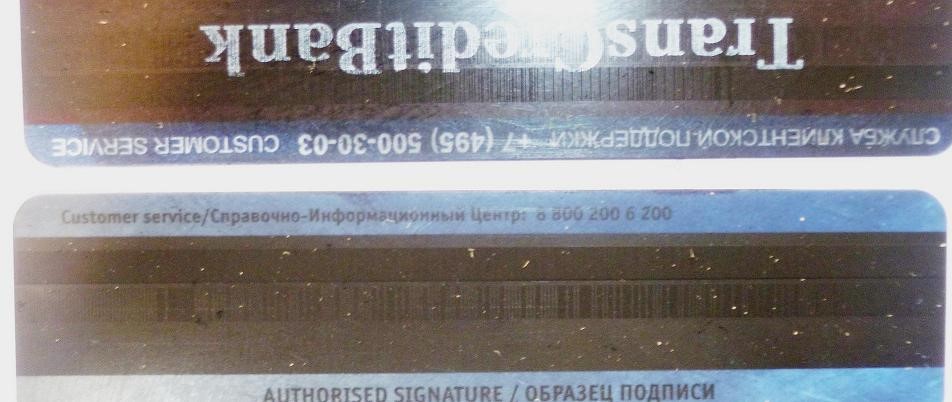 TransCreditBank
СЛУЖБА КЛИЕНТСКОЙ ПОДДЕРЖКИ +7 (495) 500-30-03 CUSTOMER SERVICE
Customer service/Справочно-Информационный Центр: 8 800 200 6 200
AUTHORISED SIGNATURE / ОБРАЗЕЦ ПОДПИСИ